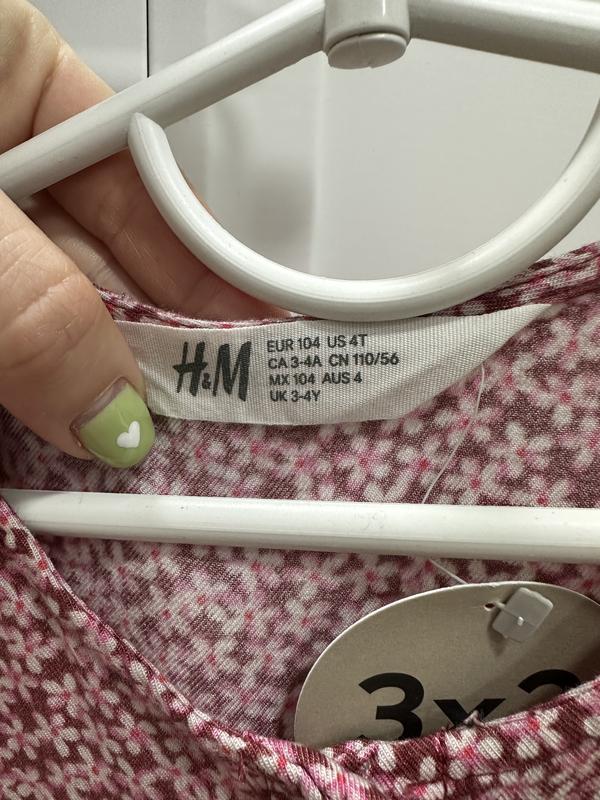 H&M
EUR 104 US 4T
CA 3-4A CN 110/56
MX 104 AUS 4
UK 3-4Y